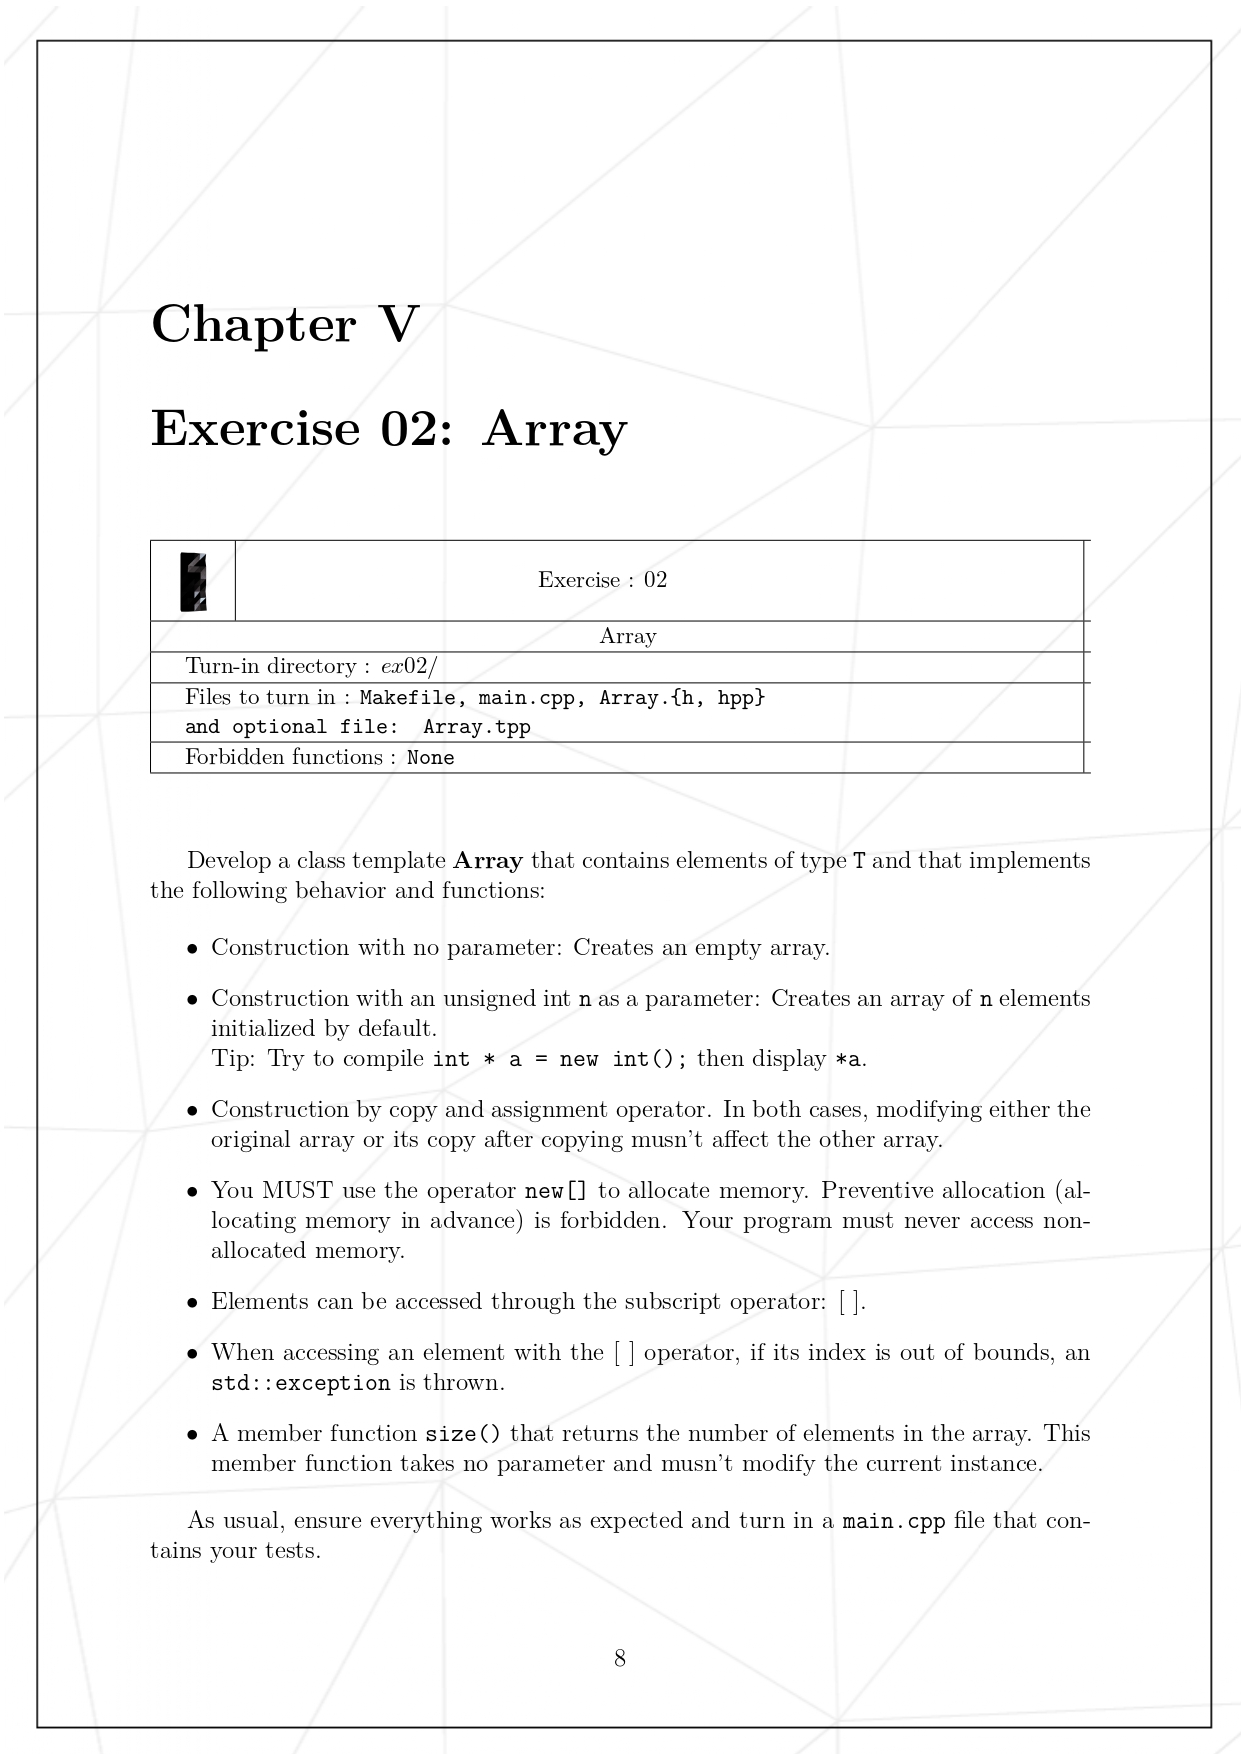 Chapter V
Exercise 02: Array
Exercise : 02
Array
Turn-in directory : ex02/
Files to turn in : Makefile, main.cpp, Array.{h, hpp}
and optional file: Array.tpp
Forbidden functions : None
Develop a class template Array that contains elements of type T and that implements
the following behavior and functions:
• Construction with no parameter: Creates an empty array.
• Construction with an unsigned int n as a parameter: Creates an array of n elements
initialized by default.
Tip: Try to compile int * a = new int(); then display *a.
• Construction by copy and assignment operator. In both cases, modifying either the
original array or its copy after copying musn't affect the other array.
• You MUST use the operator new[] to allocate memory. Preventive allocation (al-
locating memory in advance) is forbidden. Your program must never access non-
allocated memory.
• Elements can be accessed through the subscript operator: [ ].
• When accessing an element with the [ ] operator, if its index is out of bounds, an
std::exception is thrown.
• A member function size() that returns the number of elements in the array. This
member function takes no parameter and musn't modify the current instance.
As usual, ensure everything works as expected and turn in a main.cpp file that con-
tains your tests.
8